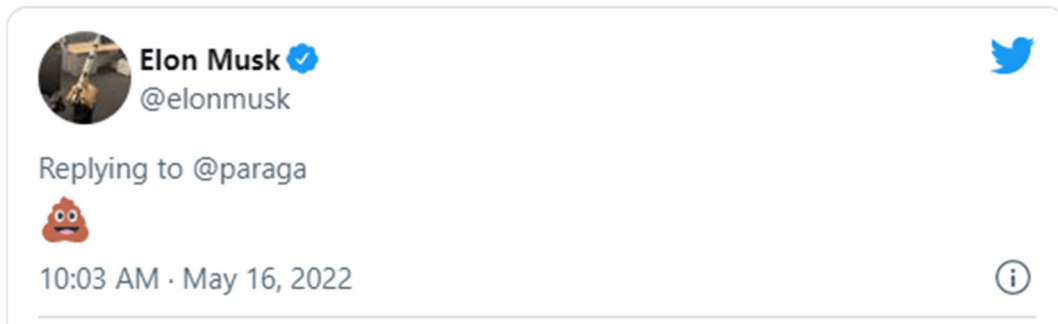 Elon Musk
@elonmusk
Replying to @paraga
💩
10:03 AM · May 16, 2022